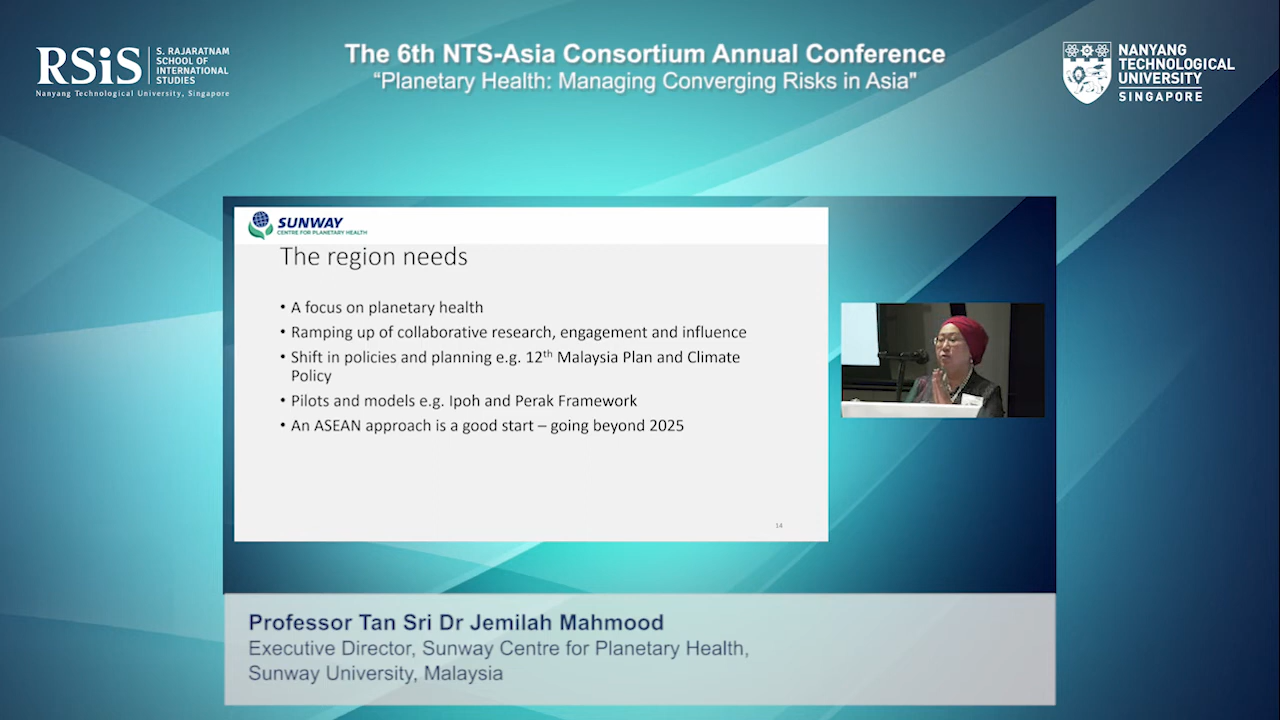 RSiS
S. RAJARATNAM
SCHOOL OF
INTERNATIONAL
STUDIES
Nanyang Technological University, Singapore
The 6th NTS-Asia Consortium Annual Conference
“Planetary Health: Managing Converging Risks in Asia"
NANYANG
TECHNOLOGICAL
UNIVERSITY
SINGAPORE
SUNWAY
CENTRE FOR PLANETARY HEALTH
The region needs
• A focus on planetary health
• Ramping up of collaborative research, engagement and influence
• Shift in policies and planning e.g. 12th Malaysia Plan and Climate
Policy
• Pilots and models e.g. Ipoh and Perak Framework
• An ASEAN approach is a good start – going beyond 2025
14
Professor Tan Sri Dr Jemilah Mahmood
Executive Director, Sunway Centre for Planetary Health,
Sunway University, Malaysia